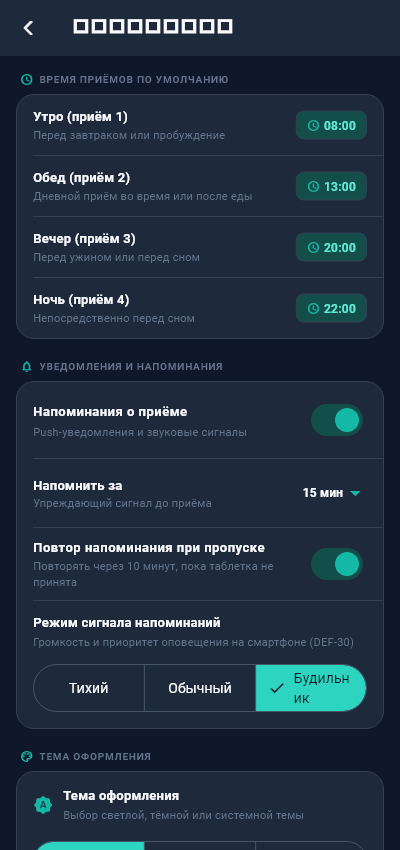 ВРЕМЯ ПРИЁМОВ ПО УМОЛЧАНИЮ
Утро (приём 1)
Перед завтраком или пробуждение
08:00
Обед (приём 2)
Дневной приём во время или после еды
13:00
Вечер (приём 3)
Перед ужином или перед сном
20:00
Ночь (приём 4)
Непосредственно перед сном
22:00
УВЕДОМЛЕНИЯ И НАПОМИНАНИЯ
Напоминания о приёме
Push-уведомления и звуковые сигналы
Напомнить за
Упреждающий сигнал до приёма
15 мин
Повтор напоминания при пропуске
Повторять через 10 минут, пока таблетка не
принята
Режим сигнала напоминаний
Громкость и приоритет оповещения на смартфоне (DEF-30)
Тихий
Обычный
Будильн
ик
ТЕМА ОФОРМЛЕНИЯ
A
Тема оформления
Выбор светлой, тёмной или системной темы